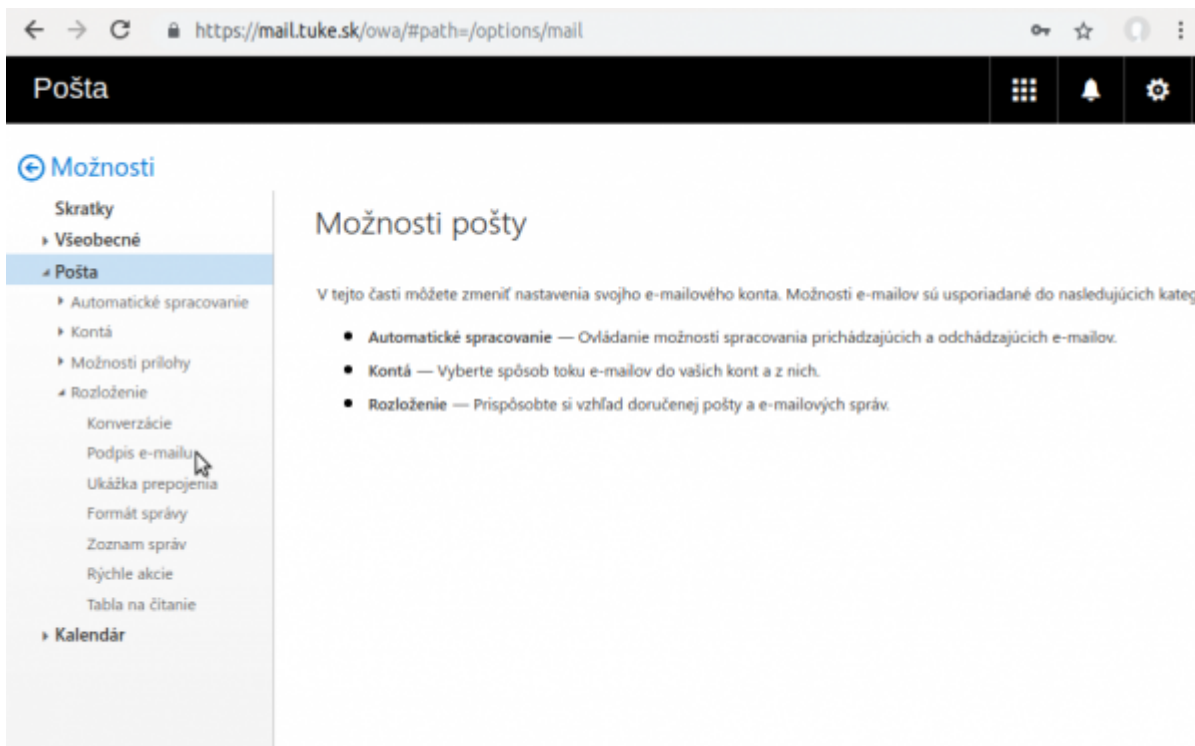 https://mail.tuke.sk/owa/#path=/options/mail
Pošta
Možnosti
Skratky
Všeobecné
Pošta
Automatické spracovanie
Kontá
Možnosti prílohy
Rozloženie
Konverzácie
Podpis e-mailu
Ukážka prepojenia
Formát správy
Zoznam správ
Rýchle akcie
Tabla na čítanie
Kalendár
Možnosti pošty
V tejto časti môžete zmeniť nastavenia svojho e-mailového konta. Možnosti e-mailov sú usporiadané do nasledujúcich kateg
Automatické spracovanie — Ovládanie možností spracovania prichádzajúcich a odchádzajúcich e-mailov.
Kontá — Vyberte spôsob toku e-mailov do vašich kont a z nich.
Rozloženie — Prispôsobte si vzhľad doručenej pošty a e-mailových správ.